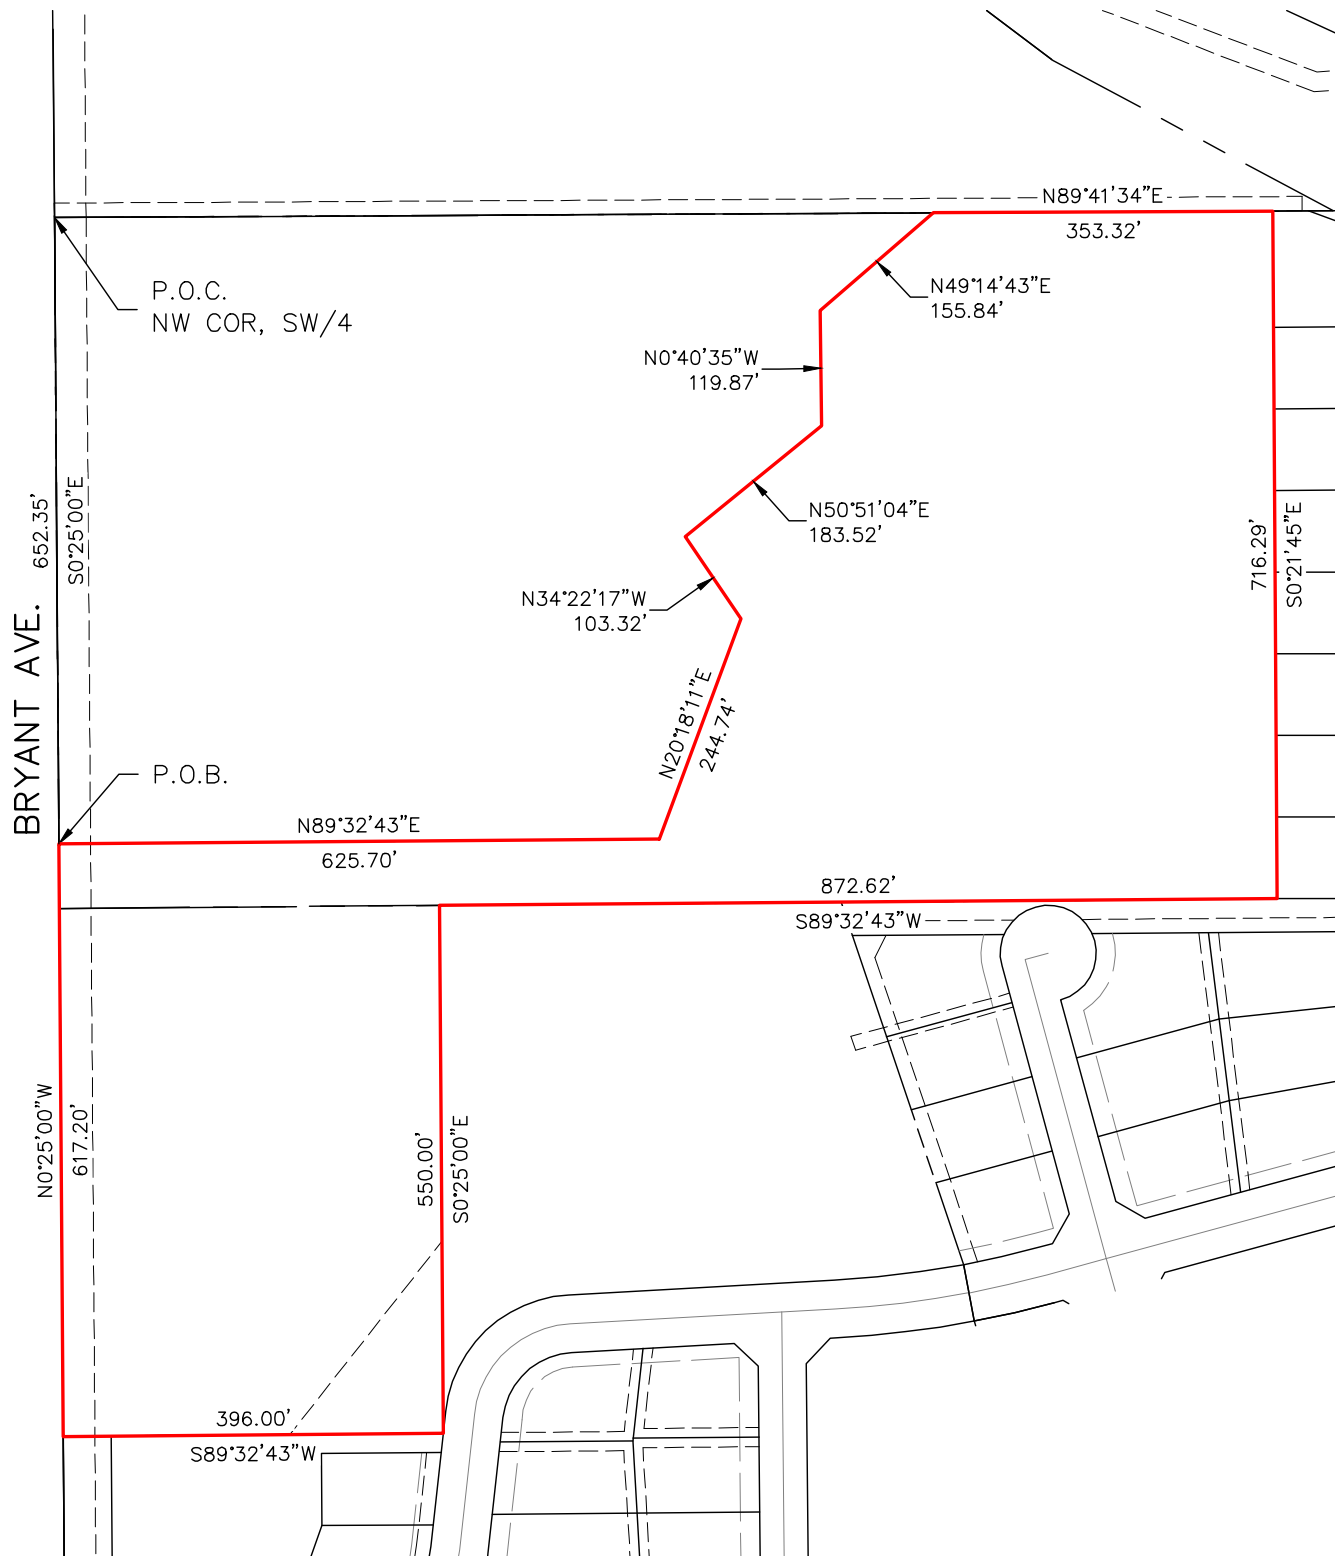 N89°41'34"E
353.32'
N49°14'43"E
155.84'
P.O.C.
NW COR, SW/4
N0°40'35"W
119.87'
652.35'
S0°25'00"E
N50°51'04"E
183.52'
716.29'
S0°21'45"E
N34°22'17"W
103.32'
BRYANT AVE.
N20°18'11"E
244.74'
P.O.B.
N89°32'43"E
625.70'
872.62'
S89°32'43"W
N0°25'00"W
617.20'
550.00'
S0°25'00"E
396.00'
S89°32'43"W